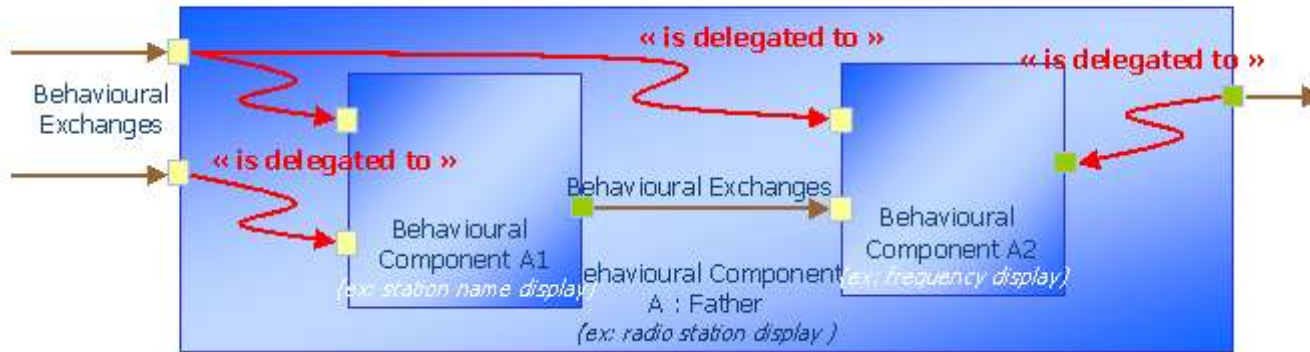 « is delegated to »
« is delegated to »
Behavioural
Exchanges
« is delegated to »
Behavioural Exchanges
Behavioural
Component A1
(ex: station name display)
Behavioural
Component A2
(ex: frequency display)
ehavioural Component
A : Father
(ex: radio station display )